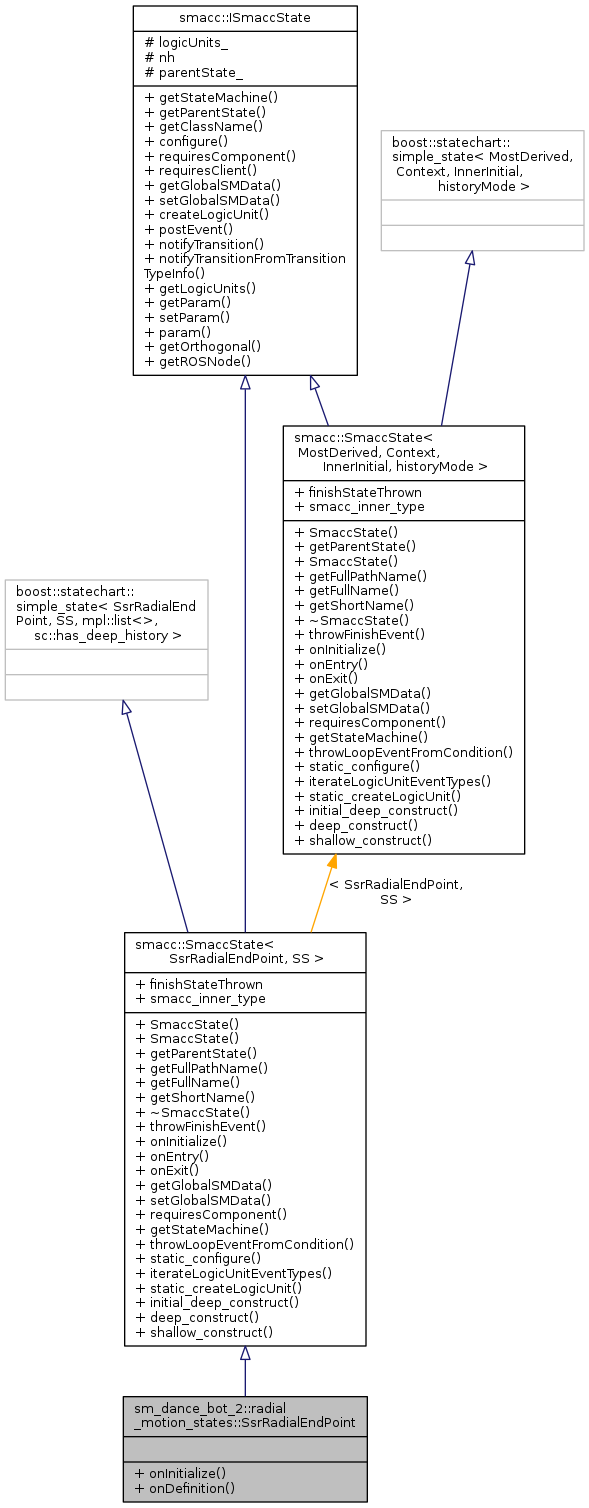 smacc::ISmaccState
# logicUnits_
# nh
# parentState_
+ getStateMachine()
+ getParentState()
+ getClassName()
+ configure()
+ requiresComponent()
+ requiresClient()
+ getGlobalSMData()
+ setGlobalSMData()
+ createLogicUnit()
+ postEvent()
+ notifyTransition()
+ notifyTransitionFromTransition
TypeInfo()
+ getLogicUnits()
+ getParam()
+ setParam()
+ param()
+ getOrthogonal()
+ getROSNode()
boost::statechart::
simple_state< MostDerived,
Context, InnerInitial,
historyMode >
smacc::SmaccState<
MostDerived, Context,
InnerInitial, historyMode >
+ finishStateThrown
+ smacc_inner_type
+ SmaccState()
+ getParentState()
+ SmaccState()
+ getFullPathName()
+ getFullName()
+ getShortName()
+ ~SmaccState()
+ throwFinishEvent()
+ onInitialize()
+ onEntry()
+ onExit()
+ getGlobalSMData()
+ setGlobalSMData()
+ requiresComponent()
+ getStateMachine()
+ throwLoopEventFromCondition()
+ static_configure()
+ iterateLogicUnitEventTypes()
+ static_createLogicUnit()
+ initial_deep_construct()
+ deep_construct()
+ shallow_construct()
boost::statechart::
simple_state< SsrRadialEnd
Point, SS, mpl::list<>,
sc::has_deep_history >
< SsrRadialEndPoint,
SS >
smacc::SmaccState<
SsrRadialEndPoint, SS >
+ finishStateThrown
+ smacc_inner_type
+ SmaccState()
+ SmaccState()
+ getParentState()
+ getFullPathName()
+ getFullName()
+ getShortName()
+ ~SmaccState()
+ throwFinishEvent()
+ onInitialize()
+ onEntry()
+ onExit()
+ getGlobalSMData()
+ setGlobalSMData()
+ requiresComponent()
+ getStateMachine()
+ throwLoopEventFromCondition()
+ static_configure()
+ iterateLogicUnitEventTypes()
+ static_createLogicUnit()
+ initial_deep_construct()
+ deep_construct()
+ shallow_construct()
sm_dance_bot_2::radial
_motion_states::SsrRadialEndPoint
+ onInitialize()
+ onDefinition()